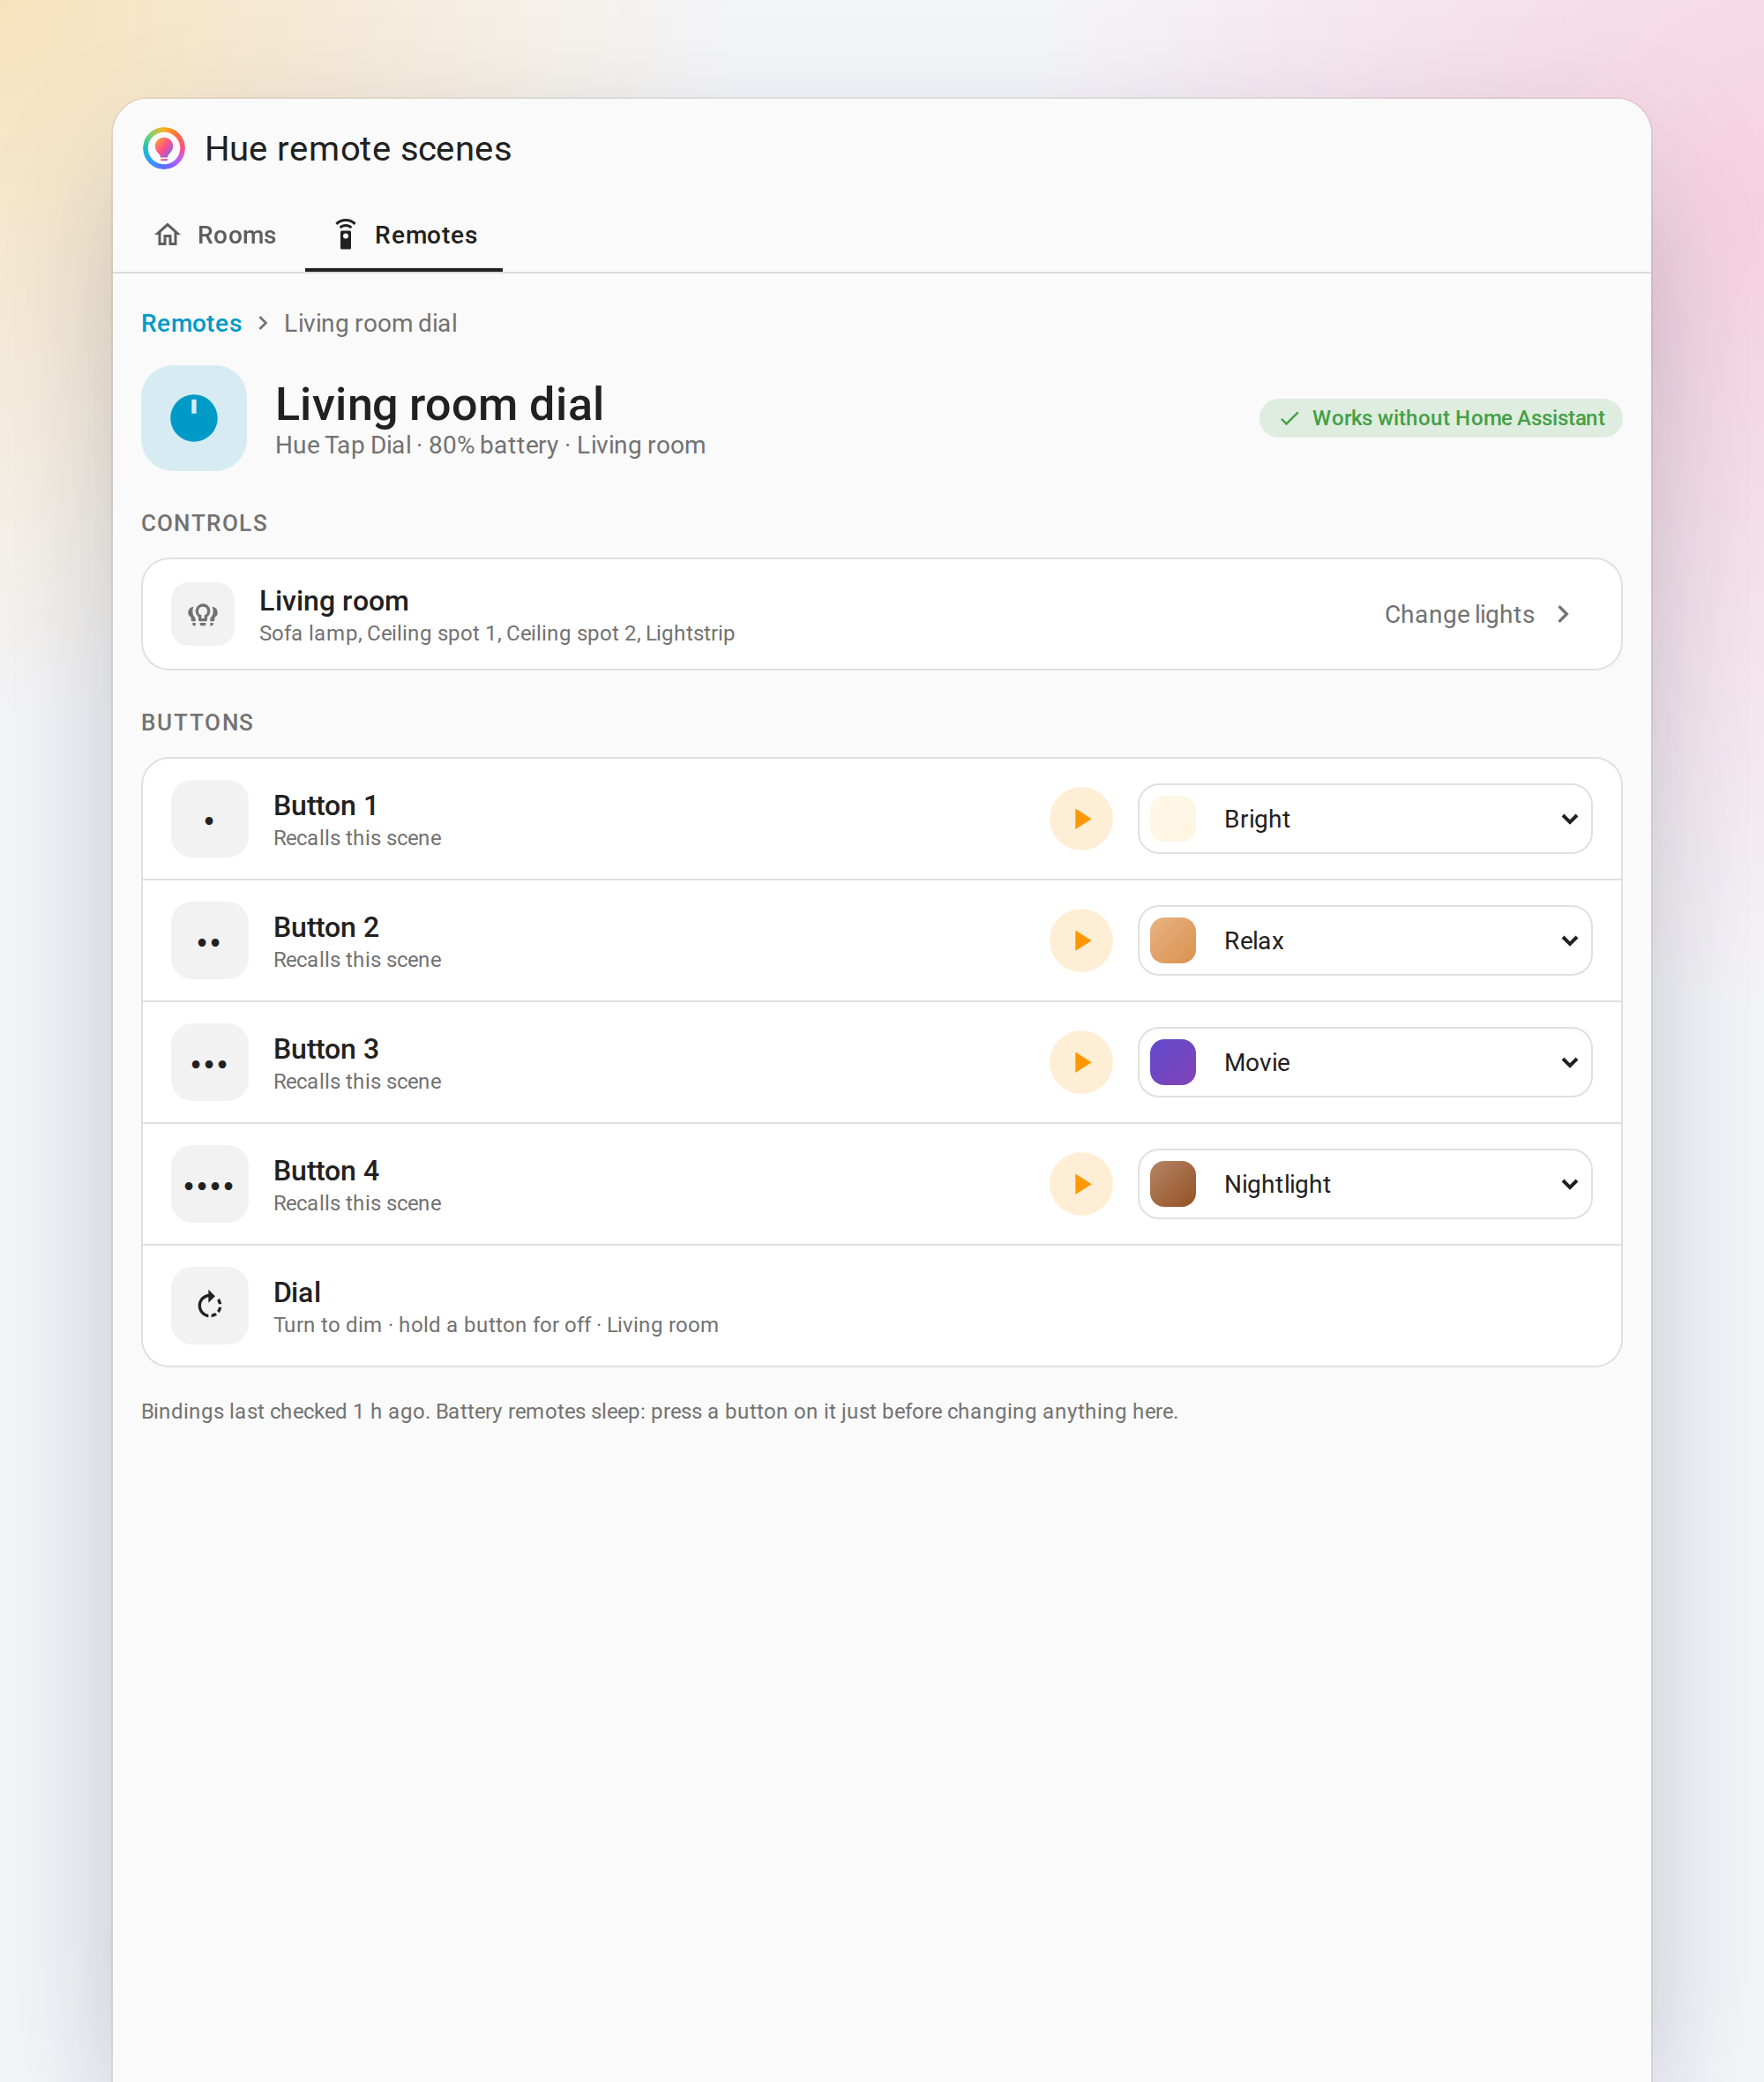 Hue remote scenes
Rooms
Remotes
Remotes > Living room dial
Living room dial
Hue Tap Dial · 80% battery · Living room
Works without Home Assistant
CONTROLS
Living room
Sofa lamp, Ceiling spot 1, Ceiling spot 2, Lightstrip
Change lights
BUTTONS
Button 1
Recalls this scene
Bright
Button 2
Recalls this scene
Relax
Button 3
Recalls this scene
Movie
Button 4
Recalls this scene
Nightlight
Dial
Turn to dim · hold a button for off · Living room
Bindings last checked 1 h ago. Battery remotes sleep: press a button on it just before changing anything here.